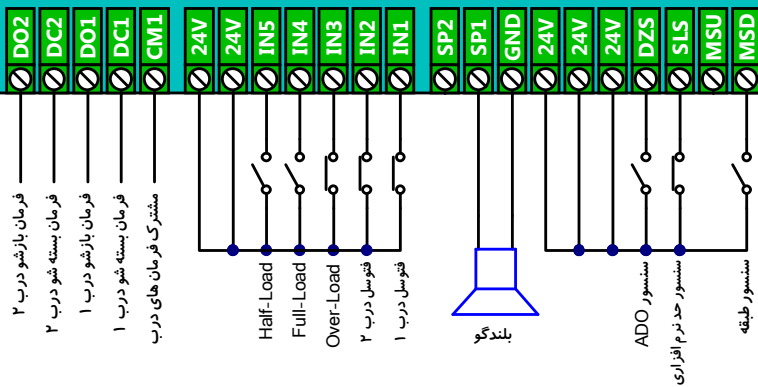 DO2 DC2 DO1 DC1 CM1 24V 24V IN5 IN4 IN3 IN2 IN1 SP2 SP1 GND 24V 24V 24V DZS SLS MSU MSD
فرمان بازشو درب ۲
فرمان بسته شو درب ۲
فرمان بازشو درب ۱
فرمان بسته شو درب ۱
مشترک فرمان های درب
Half-Load
Full-Load
Over-Load
فتوسل درب ۲
فتوسل درب ۱
بلندگو
سنسور ADO
سنسور حد نرم افزاری
سنسور طبقه